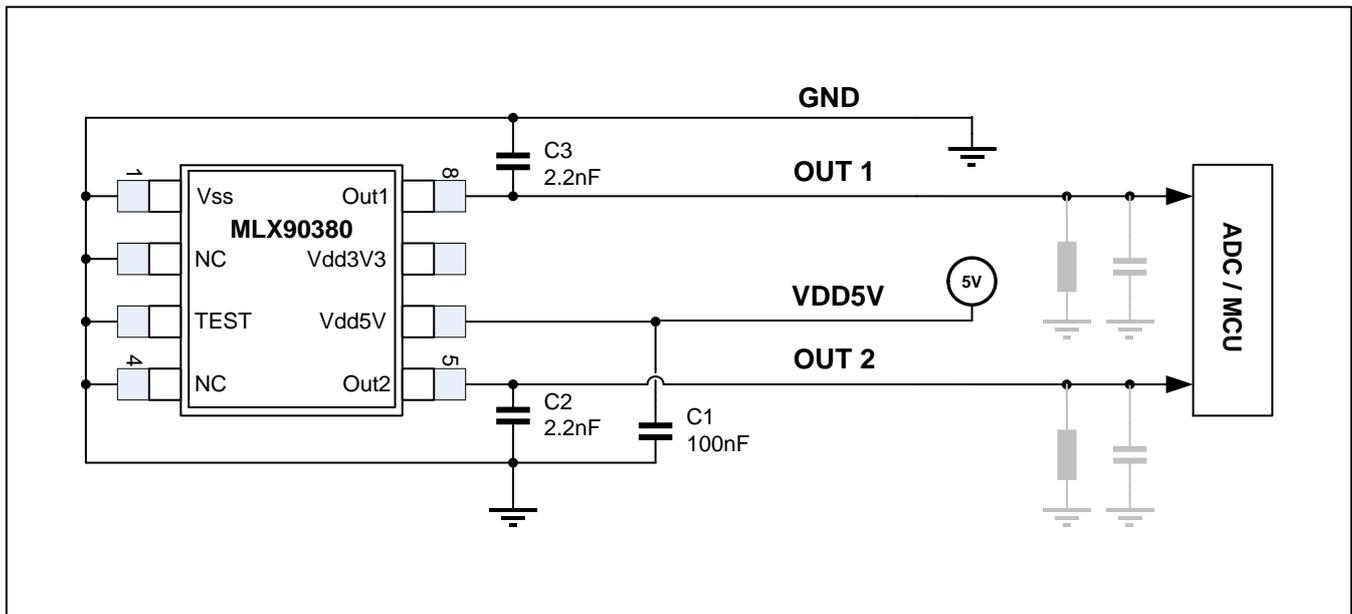 GND
C3
2.2nF
OUT 1
1
8
Vss
Out1
MLX90380
NC
Vdd3V3
5V
VDD5V
TEST
Vdd5V
ADC / MCU
OUT 2
4
5
NC
Out2
C2
2.2nF
C1
100nF